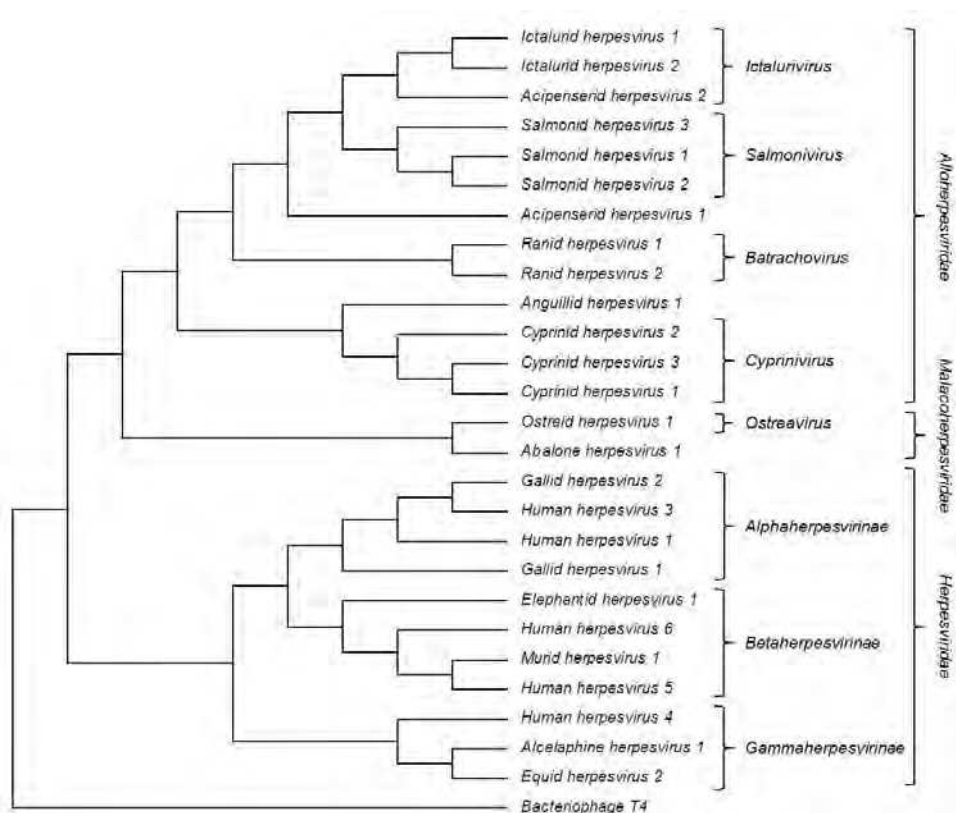 Ictalurid herpesvirus 1
Ictalurid herpesvirus 2
Ictalurivirus
Acipenserid herpesvirus 2
Salmonid herpesvirus 3
Salmonid herpesvirus 1
Salmonivirus
Salmonid herpesvirus 2
Acipenserid herpesvirus 1
Alloherpesviridae
Ranid herpesvirus 1
Batrachovirus
Ranid herpesvirus 2
Anguillid herpesvirus 1
Cyprinid herpesvirus 2
Cyprinid herpesvirus 3
Cyprinivirus
Cyprinid herpesvirus 1
Ostreid herpesvirus 1
Ostreavirus
Malacoherpesviridae
Abalone herpesvirus 1
Gallid herpesvirus 2
Human herpesvirus 3
Alphaherpesvirinae
Human herpesvirus 1
Gallid herpesvirus 1
Elephantid herpesvirus 1
Human herpesvirus 6
Betaherpesvirinae
Herpesviridae
Murid herpesvirus 1
Human herpesvirus 5
Human herpesvirus 4
Alcelaphine herpesvirus 1
Gammaherpesvirinae
Equid herpesvirus 2
Bacteriophage T4